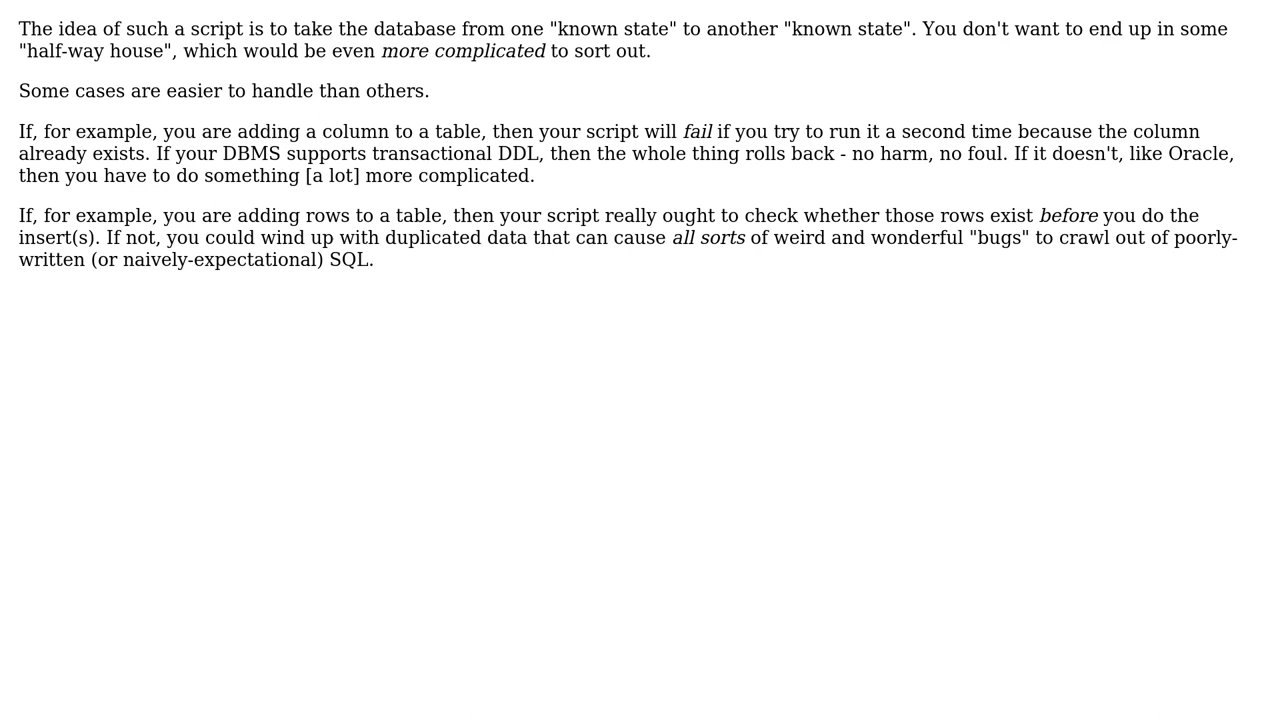 The idea of such a script is to take the database from one "known state" to another "known state". You don't want to end up in some
"half-way house", which would be even more complicated to sort out.
Some cases are easier to handle than others.
If, for example, you are adding a column to a table, then your script will fail if you try to run it a second time because the column
already exists. If your DBMS supports transactional DDL, then the whole thing rolls back - no harm, no foul. If it doesn't, like Oracle,
then you have to do something [a lot] more complicated.
If, for example, you are adding rows to a table, then your script really ought to check whether those rows exist before you do the
insert(s). If not, you could wind up with duplicated data that can cause all sorts of weird and wonderful "bugs" to crawl out of poorly-
written (or naively-expectational) SQL.